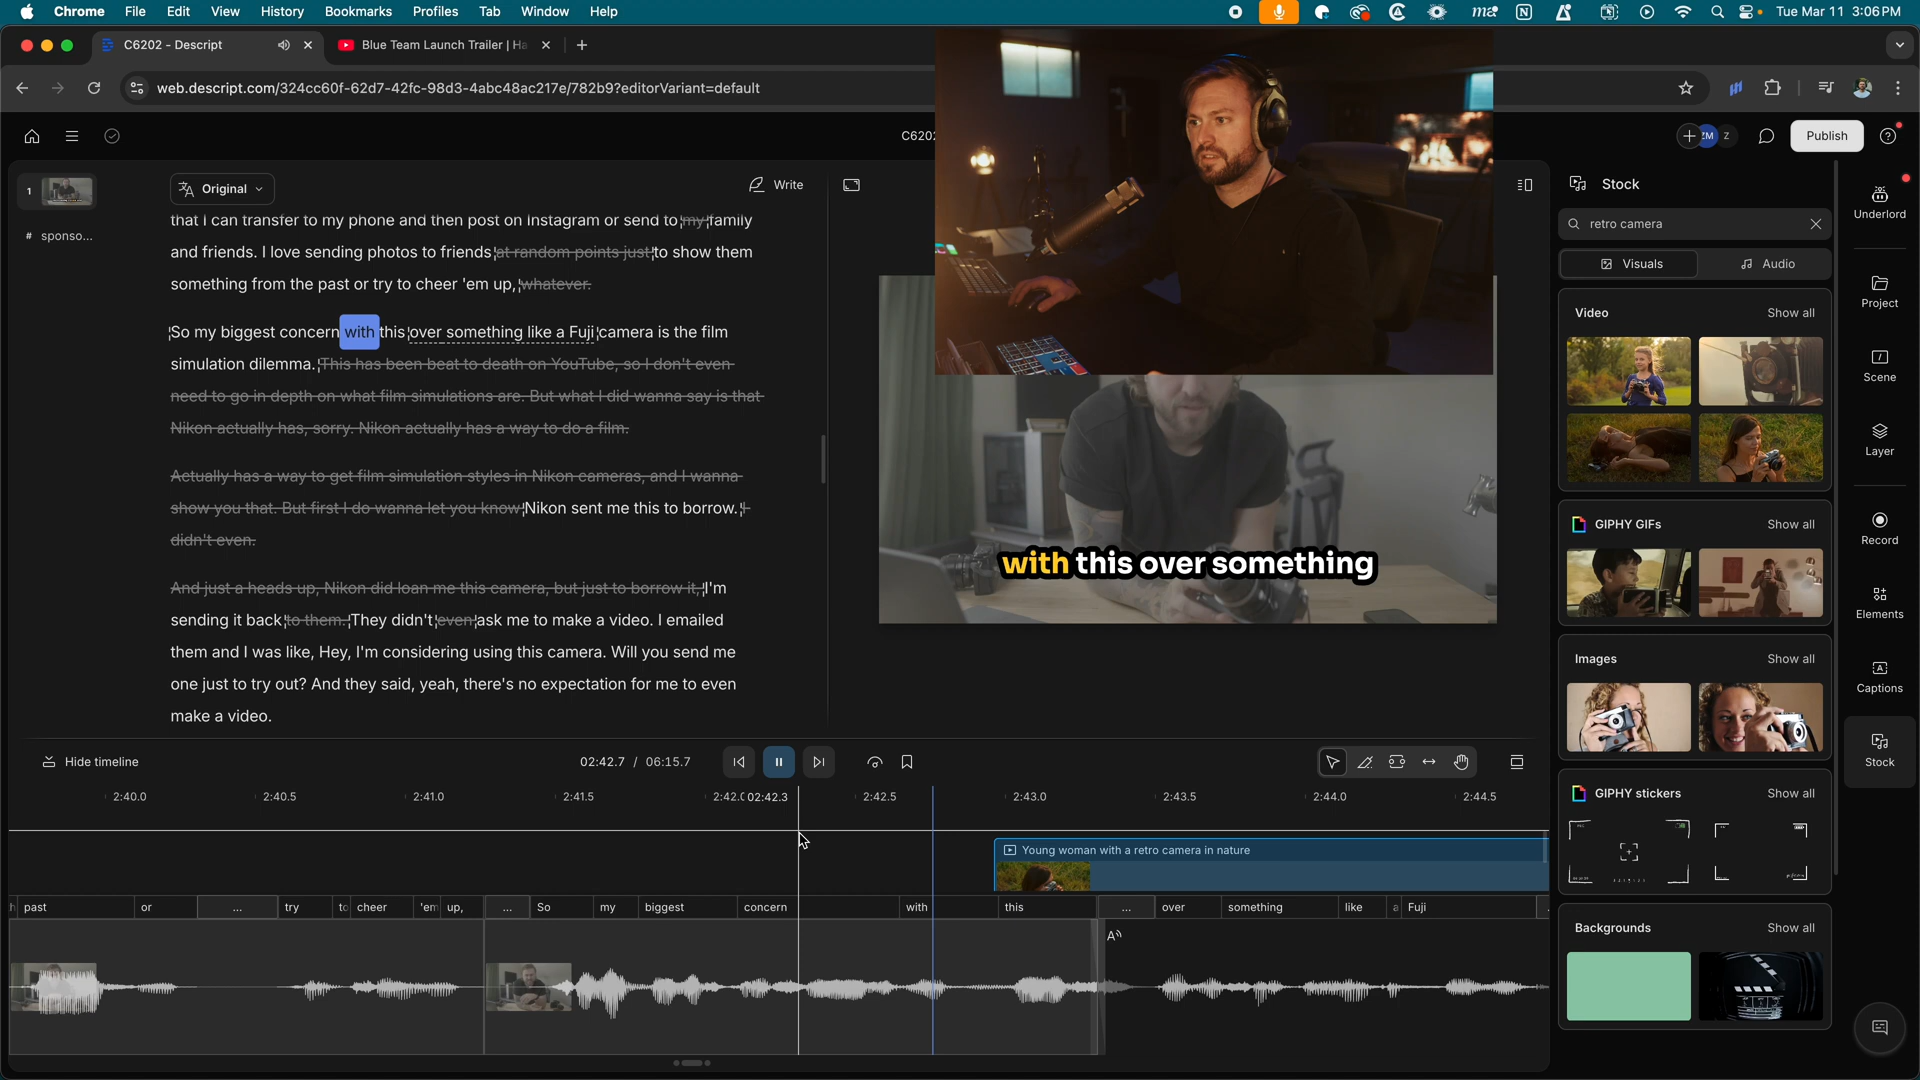 Chrome File Edit View History Bookmarks Profiles Tab Window Help
Tue Mar 11 3:06 PM
C6202 - Descript
Blue Team Launch Trailer | Ha
web.descript.com/324cc60f-62d7-42fc-98d3-4abc48ac217e/782b9?editorVariant=default
C6202
ZM
Z
Publish
1
# sponso...
Original
Write
that I can transfer to my phone and then post on Instagram or send to my family
and friends. I love sending photos to friends at random points just to show them
something from the past or try to cheer 'em up, whatever.
So my biggest concern with this over something like a Fuji camera is the film
simulation dilemma. This has been beat to death on YouTube, so I don't even
need to go in depth on what film simulations are. But what I did wanna say is that
Nikon actually has, sorry. Nikon actually has a way to do a film.
Actually has a way to get film simulation styles in Nikon cameras, and I wanna
show you that. But first I do wanna let you know Nikon sent me this to borrow. I
didn't even.
And just a heads up, Nikon did loan me this camera, but just to borrow it, I'm
sending it back to them. They didn't even ask me to make a video. I emailed
them and I was like, Hey, I'm considering using this camera. Will you send me
one just to try out? And they said, yeah, there's no expectation for me to even
make a video.
with this over something
Stock
retro camera
Visuals
Audio
Video
Show all
GIPHY GIFs
Show all
Images
Show all
GIPHY stickers
Show all
Backgrounds
Show all
Underlord
Project
Scene
Layer
Record
Elements
Captions
Stock
Hide timeline
02:42.7 / 06:15.7
2:40.0
2:40.5
2:41.0
2:41.5
2:42.0
02:42.3
2:42.5
2:43.0
2:43.5
2:44.0
2:44.5
Young woman with a retro camera in nature
past or ... try to cheer 'em up, ... So my biggest concern with this ... over something like a Fuji
A